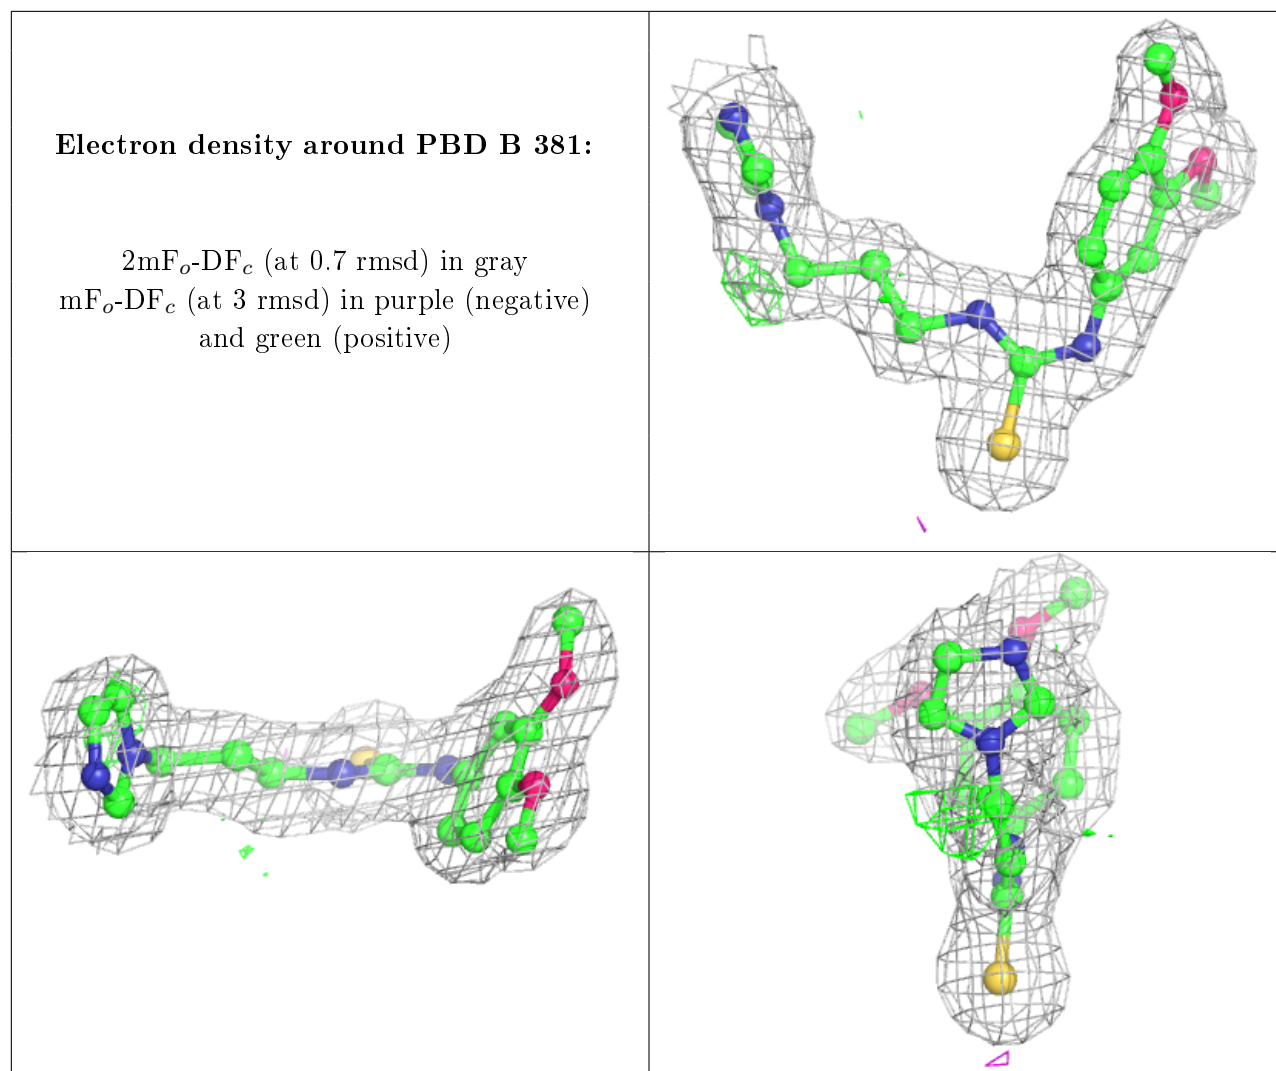 Electron density around PBD B 381:
2mFo-DFc (at 0.7 rmsd) in gray
mFo-DFc (at 3 rmsd) in purple (negative)
and green (positive)